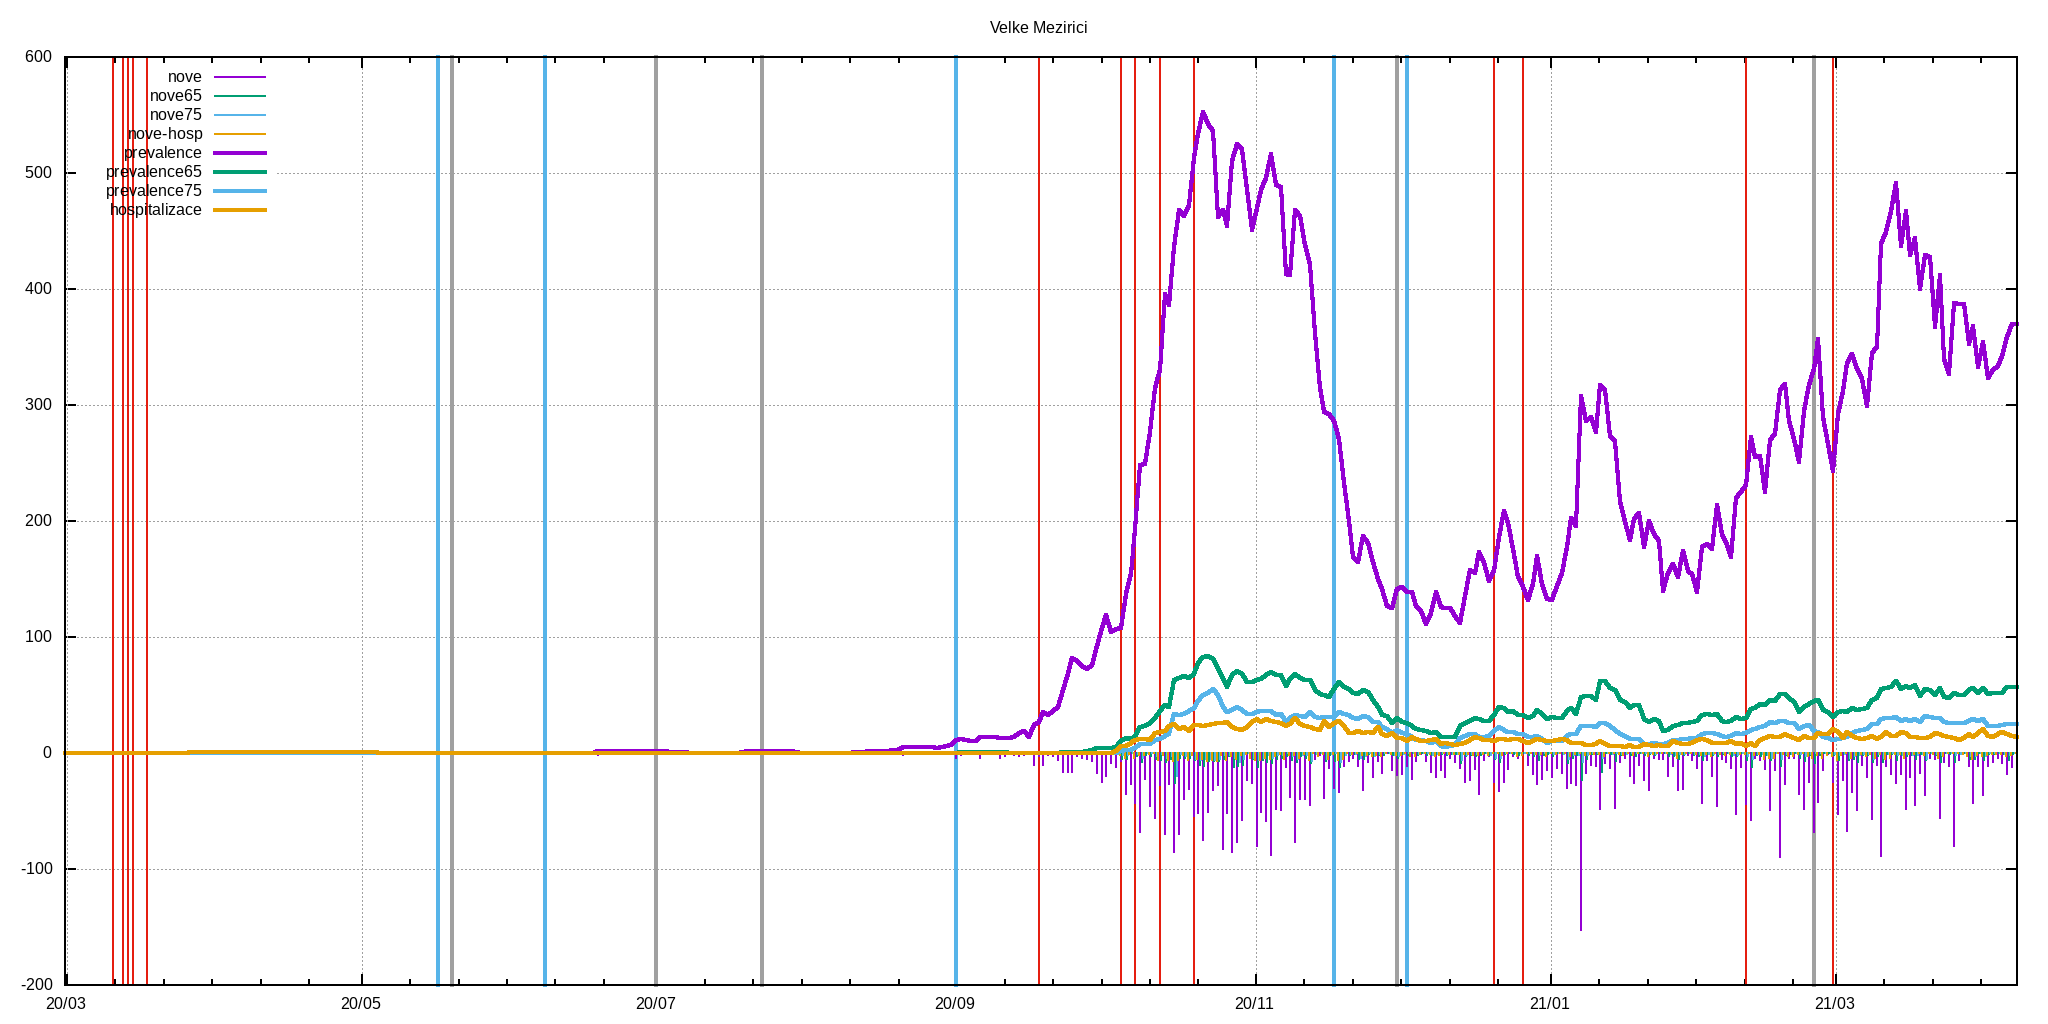 Velke Mezirici
600
500
400
300
200
100
0
-100
-200
nove
nove65
nove75
nove-hosp
prevalence
prevalence65
prevalence75
hospitalizace
20/03 20/05 20/07 20/09 20/11 21/01 21/03